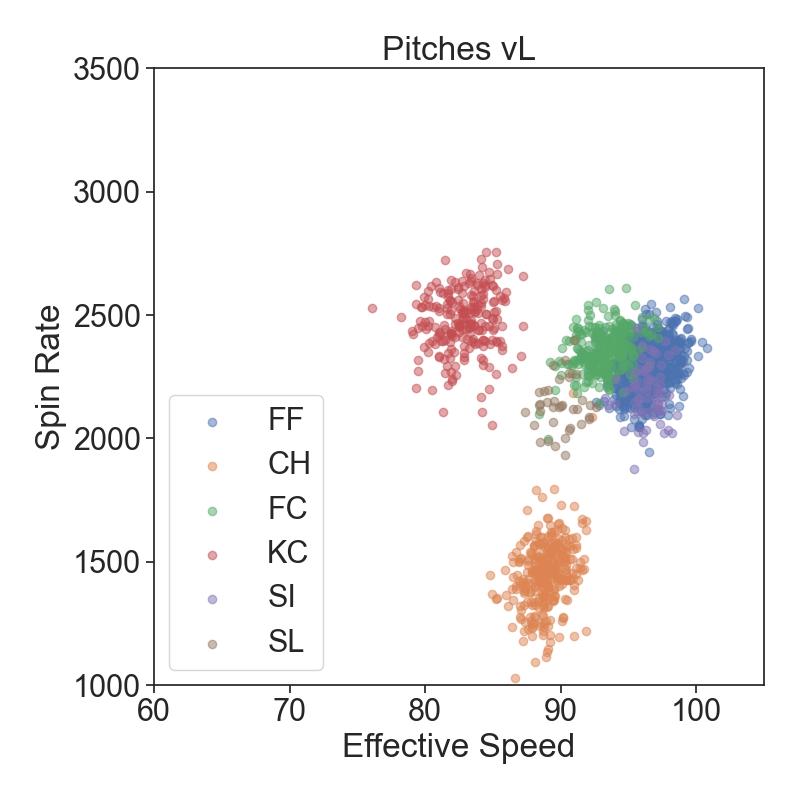 Pitches vL
3500
3000
2500
2000
1500
1000
Spin Rate
FF
CH
FC
KC
SI
SL
60 70 80 90 100
Effective Speed